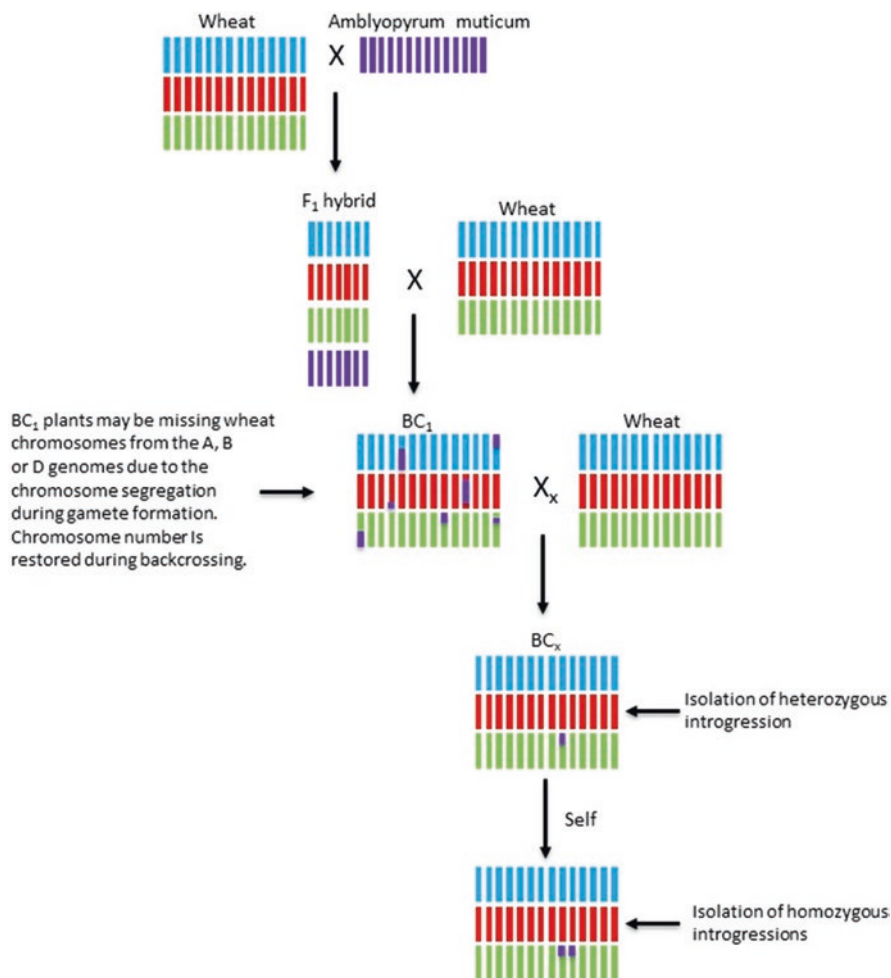 Wheat
Amblyopyrum muticum
X
F₁ hybrid
Wheat
X
BC₁ plants may be missing wheat
chromosomes from the A, B
or D genomes due to the
chromosome segregation
during gamete formation.
Chromosome number Is
restored during backcrossing.
BC₁
Wheat
Xₓ
BCₓ
Isolation of heterozygous
introgression
Self
Isolation of homozygous
introgressions